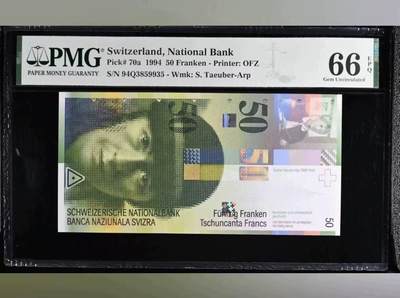 PMG
PAPER MONEY GUARANTY
Switzerland, National Bank
Pick# 70a 1994 50 Franken - Printer: OFZ
S/N 94Q3859935 - Wmk: S. Taeuber-Arp
66 EPQ
Gem Uncirculated
50
SCHWEIZERISCHE NATIONALBANK
BANCA NAZIUNALA SVIZRA
Fünfzig Franken
Tschuncanta Francs
50